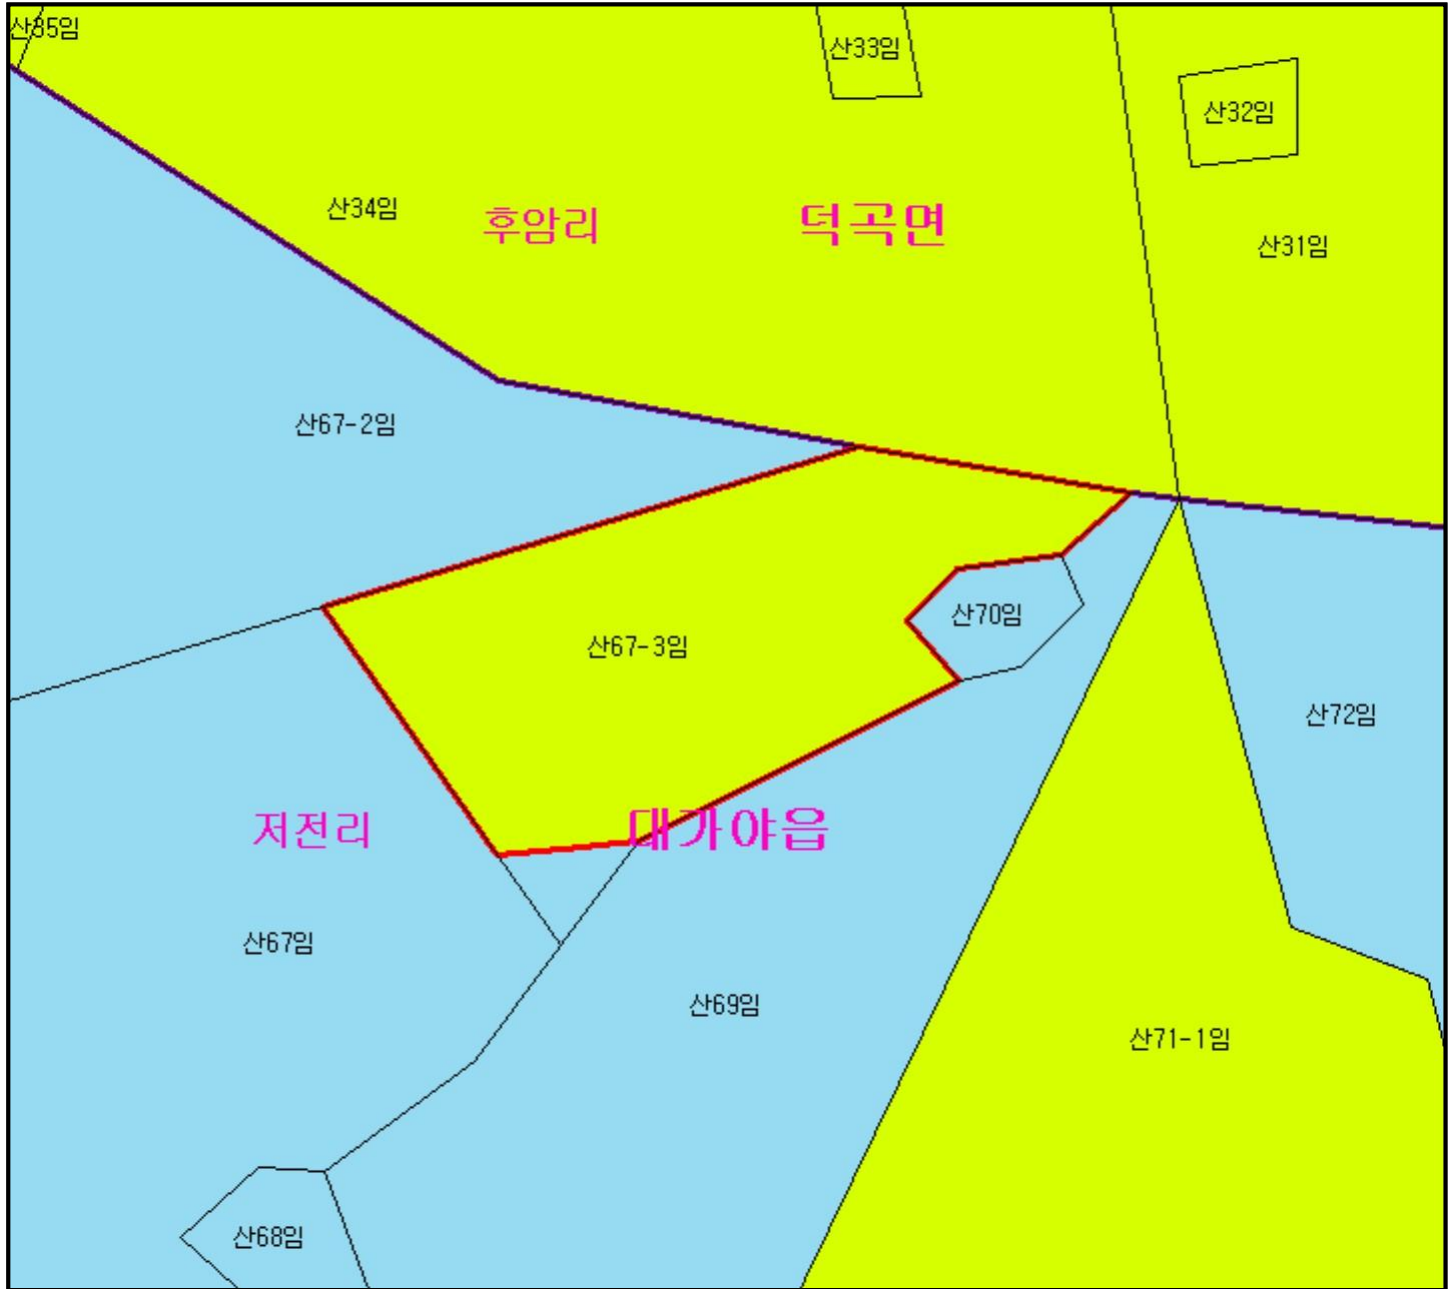 산35임
산33임
산32임
산34임
후암리
덕곡면
산31임
산67-2임
산70임
산67-3임
산72임
저전리
대가야읍
산67임
산69임
산71-1임
산68임